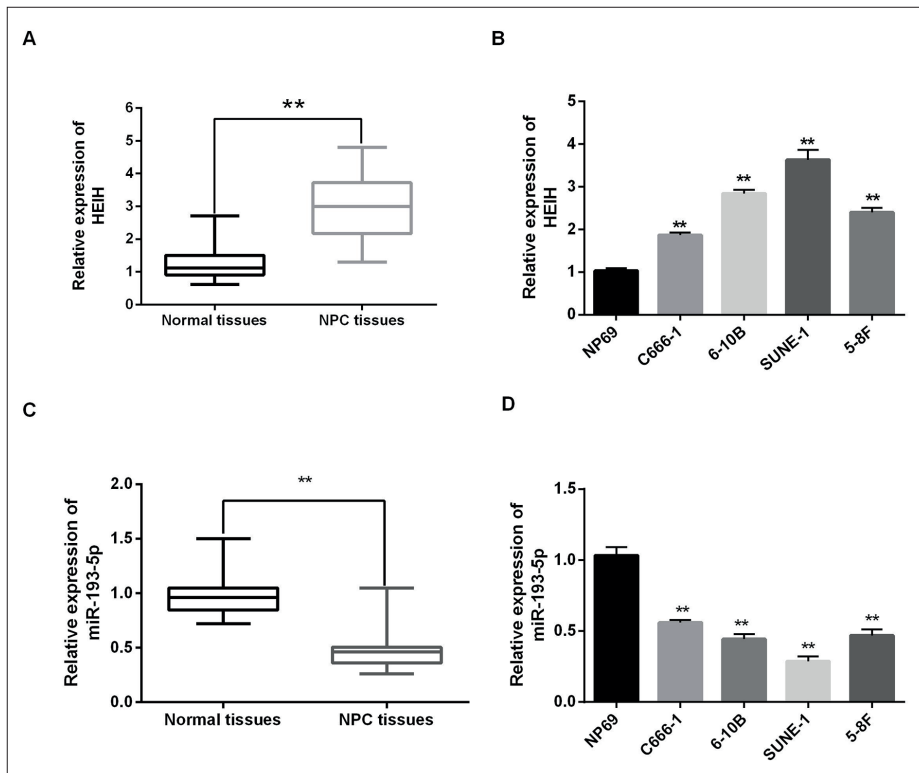 A
Relative expression of
HEIH
6
5
4
3
2
1
0
**
Normal tissues
NPC tissues
B
Relative expression of
HEIH
5
4
3
2
1
0
**
**
**
**
NP69
C666-1
6-10B
SUNE-1
5-8F
C
Relative expression of
miR-193-5p
2.0
1.5
1.0
0.5
0.0
**
Normal tissues
NPC tissues
D
Relative expression of
miR-193-5p
1.5
1.0
0.5
0.0
**
**
**
**
NP69
C666-1
6-10B
SUNE-1
5-8F